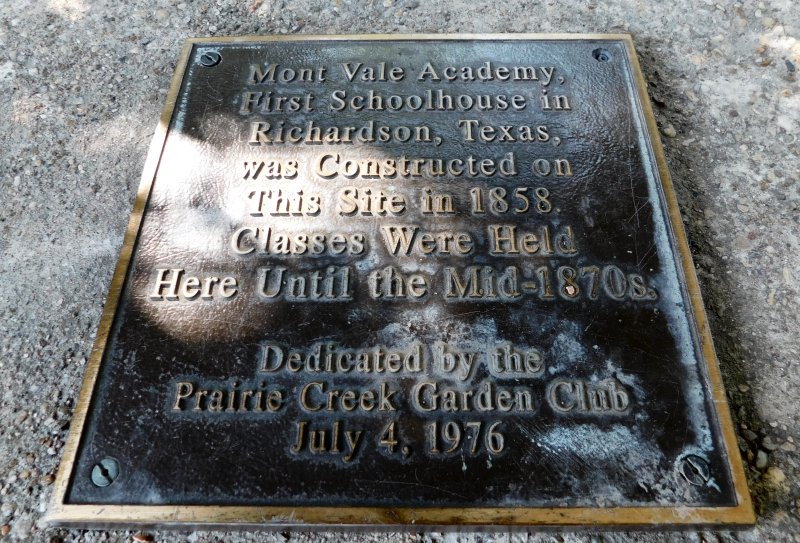 Mont Vale Academy,
First Schoolhouse in
Richardson, Texas,
was Constructed on
This Site in 1858.
Classes Were Held
Here Until the Mid-1870s.
Dedicated by the
Prairie Creek Garden Club
July 4, 1976